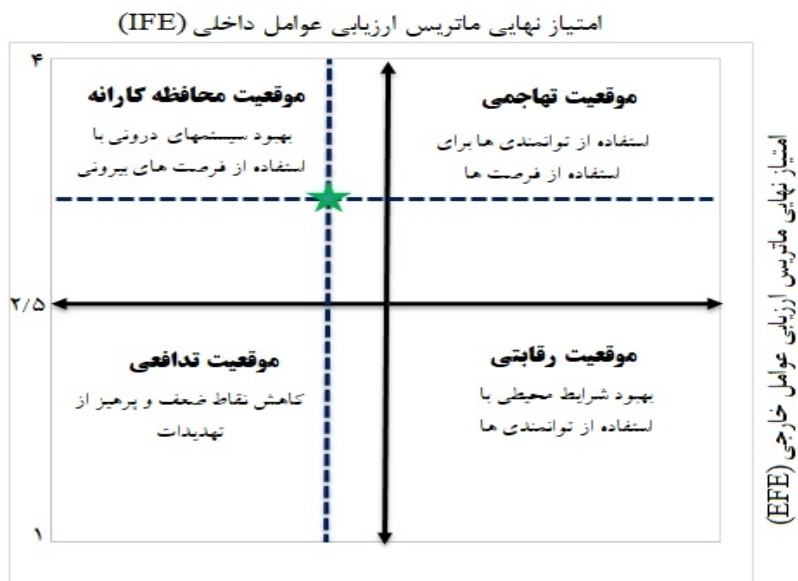 امتیاز نهایی ماتریس ارزیابی عوامل داخلی (IFE)
۴
موقعیت تهاجمی
استفاده از توانمندی ها برای
استفاده از فرصت ها
موقعیت محافظه کارانه
بهبود سیستمهای درونی با
استفاده از فرصت های بیرونی
۲/۵
موقعیت رقابتی
بهبود شرایط محیطی با
استفاده از توانمندی ها
موقعیت تدافعی
کاهش نقاط ضعف و پرهیز از
تهدیدات
۱
امتیاز نهایی ماتریس ارزیابی عوامل خارجی (EFE)